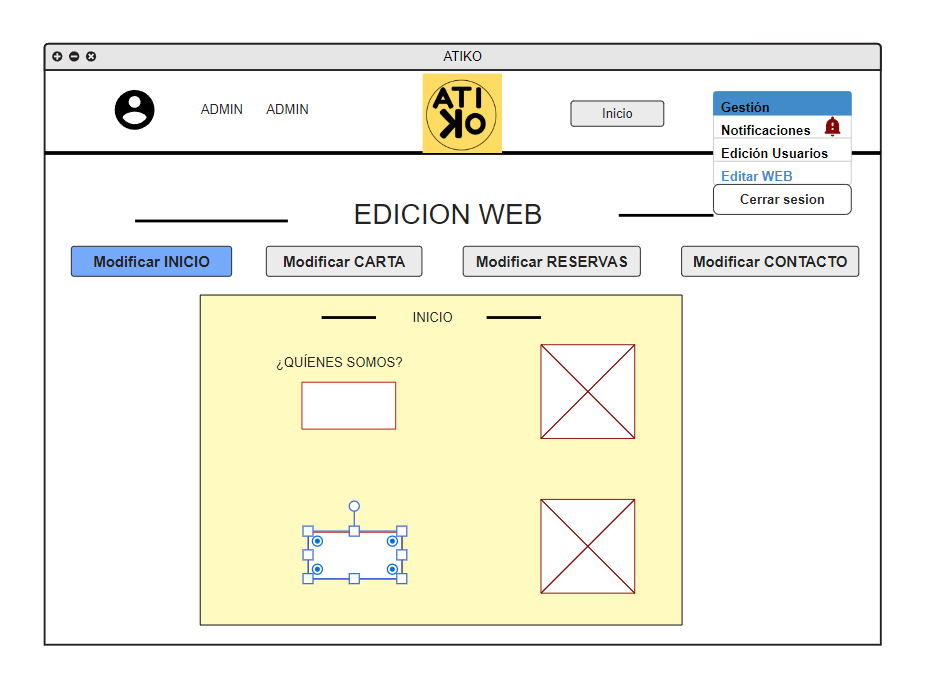 ATIKO
ADMIN ADMIN
ATI
KO
Inicio
Gestión
Notificaciones
Edición Usuarios
Editar WEB
Cerrar sesion
EDICION WEB
Modificar INICIO
Modificar CARTA
Modificar RESERVAS
Modificar CONTACTO
INICIO
¿QUÍENES SOMOS?